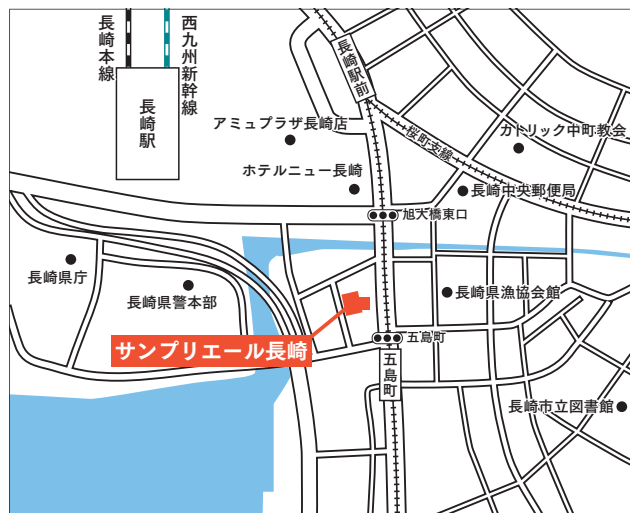 長崎本線
西九州新幹線
長崎駅
長崎駅前
アミュプラザ長崎店
桜町支線
カトリック中町教会
ホテルニュー長崎
長崎中央郵便局
旭大橋東口
長崎県庁
長崎県警本部
長崎県漁協会館
サンプリエール長崎
五島町
五島町
長崎市立図書館